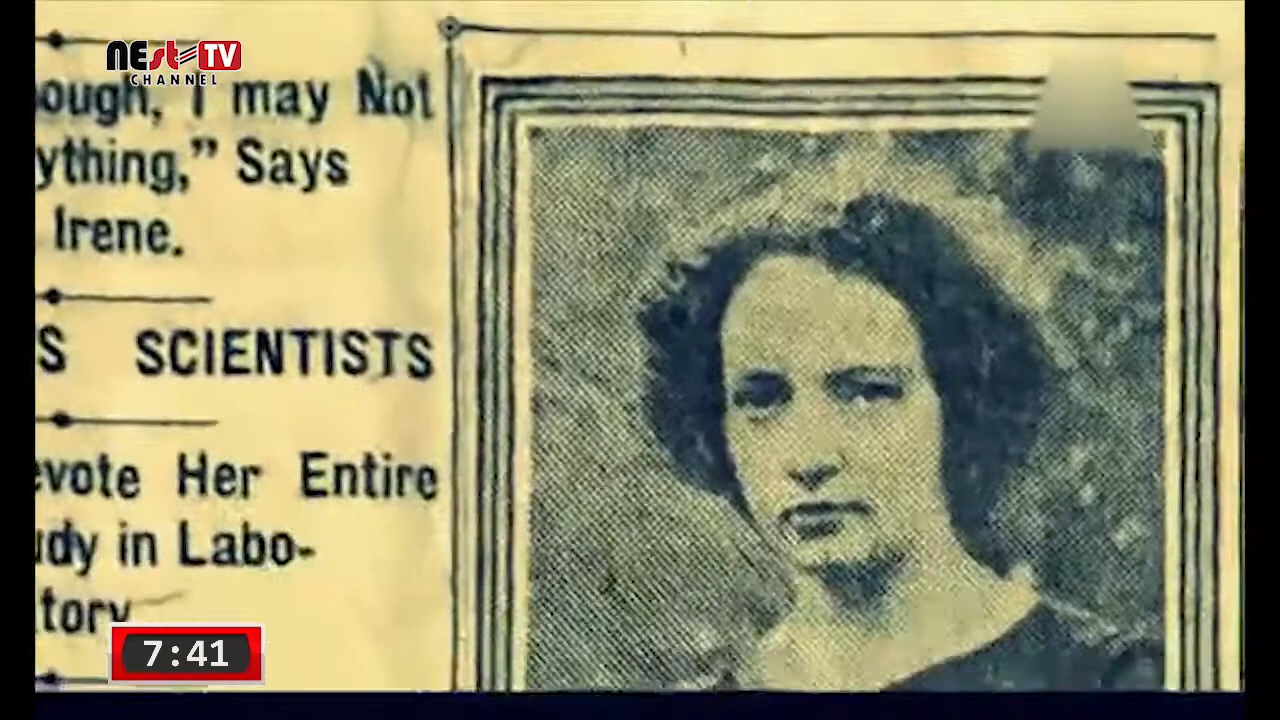 NEst TV
CHANNEL
ough, I may Not
ything,” Says
Irene.
S SCIENTISTS
evote Her Entire
udy in Labo-
tory
7:41